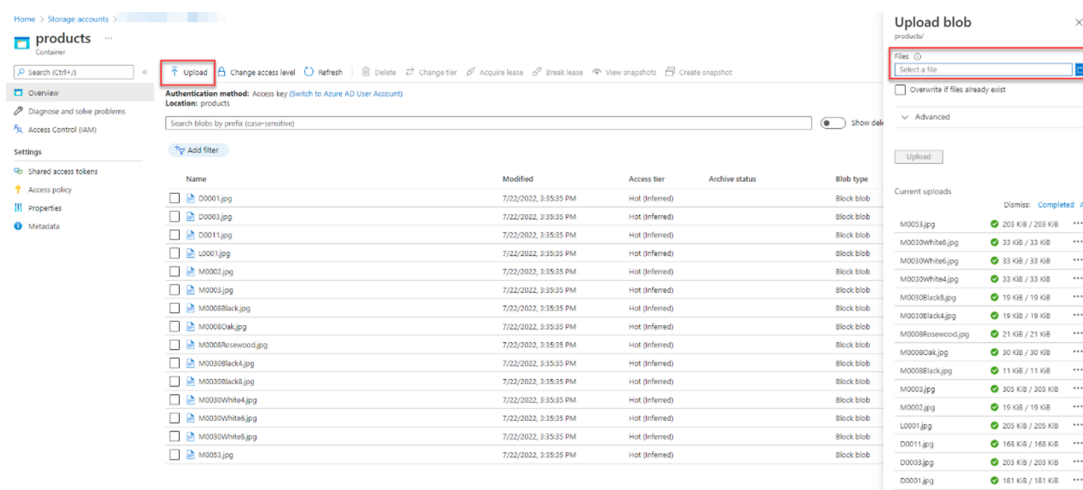 Home > Storage accounts >
products ...
Container
Search (Ctrl+/)
«
Overview
Diagnose and solve problems
Access Control (IAM)
Settings
Shared access tokens
Access policy
Properties
Metadata
Upload Change access level Refresh Delete Change tier Acquire lease Break lease View snapshots Create snapshot
Authentication method: Access key (Switch to Azure AD User Account)
Location: products
Search blobs by prefix (case-sensitive)
Show
Add filter
Name Modified Access tier Archive status Blob type
D0001.jpg 7/22/2022, 3:35:35 PM Hot (Inferred) Block blob
D0003.jpg 7/22/2022, 3:35:35 PM Hot (Inferred) Block blob
D0011.jpg 7/22/2022, 3:35:35 PM Hot (Inferred) Block blob
L0001.jpg 7/22/2022, 3:35:35 PM Hot (Inferred) Block blob
M0002.jpg 7/22/2022, 3:35:35 PM Hot (Inferred) Block blob
M0003.jpg 7/22/2022, 3:35:35 PM Hot (Inferred) Block blob
M0008Black.jpg 7/22/2022, 3:35:35 PM Hot (Inferred) Block blob
M0008Oak.jpg 7/22/2022, 3:35:35 PM Hot (Inferred) Block blob
M0008Rosewood.jpg 7/22/2022, 3:35:35 PM Hot (Inferred) Block blob
M0030Black4.jpg 7/22/2022, 3:35:35 PM Hot (Inferred) Block blob
M0030Black8.jpg 7/22/2022, 3:35:35 PM Hot (Inferred) Block blob
M0030White4.jpg 7/22/2022, 3:35:35 PM Hot (Inferred) Block blob
M0030White6.jpg 7/22/2022, 3:35:35 PM Hot (Inferred) Block blob
M0030White8.jpg 7/22/2022, 3:35:35 PM Hot (Inferred) Block blob
M0053.jpg 7/22/2022, 3:35:35 PM Hot (Inferred) Block blob
Upload blob
products/
Files
Select a file
Overwrite if files already exist
Advanced
Upload
Current uploads
Dismiss: Completed
M0053.jpg 203 KiB / 203 KiB ...
M0030White8.jpg 33 KiB / 33 KiB ...
M0030White6.jpg 33 KiB / 33 KiB ...
M0030White4.jpg 33 KiB / 33 KiB ...
M0030Black8.jpg 19 KiB / 19 KiB ...
M0030Black4.jpg 19 KiB / 19 KiB ...
M0008Rosewood.jpg 21 KiB / 21 KiB ...
M0008Oak.jpg 30 KiB / 30 KiB ...
M0008Black.jpg 11 KiB / 11 KiB ...
M0003.jpg 305 KiB / 305 KiB ...
M0002.jpg 19 KiB / 19 KiB ...
L0001.jpg 205 KiB / 205 KiB ...
D0011.jpg 168 KiB / 168 KiB ...
D0003.jpg 203 KiB / 203 KiB ...
D0001.jpg 181 KiB / 181 KiB ...